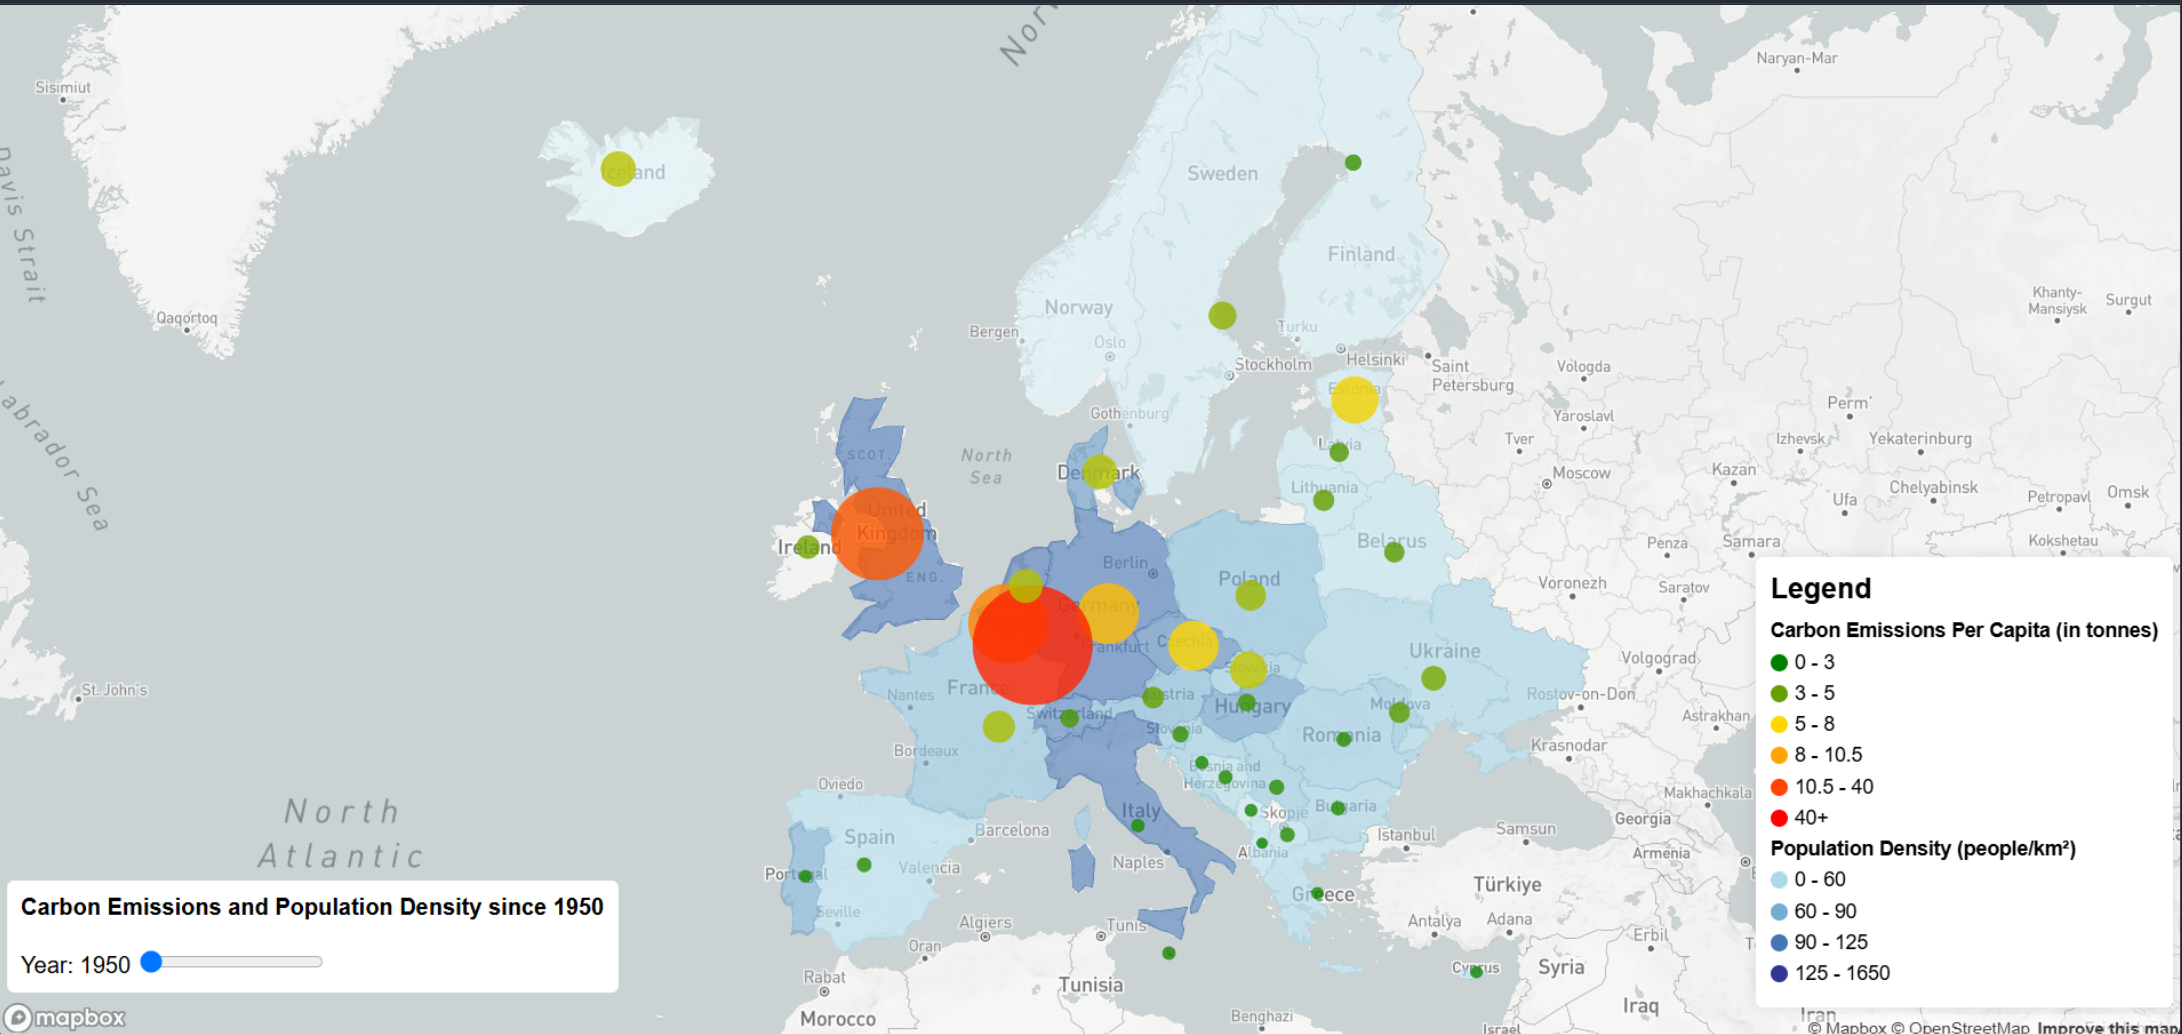 Sisimiut
Davis Strait
Qaqortoq
Labrador Sea
St. John's
Iceland
Naryan-Mar
Sweden
Finland
Norway
Bergen
Oslo
Turku
Helsinki
Stockholm
Saint
Petersburg
Vologda
Khanty-
Mansiysk
Surgut
Estonia
Gothenburg
Yaroslavl
Perm'
Tver
Izhevsk
Yekaterinburg
Latvia
SCOT.
North
Sea
Denmark
Moscow
Kazan
Chelyabinsk
Lithuania
Ufa
Petropavl
Omsk
United
Kingdom
Ireland
Belarus
Penza
Samara
Kokshetau
ENG.
Berlin
Poland
Voronezh
Saratov
Germany
Frankfurt
Czechia
Ukraine
Volgograd
Slovakia
Nantes
France
Austria
Rostov-on-Don
Switzerland
Hungary
Moldova
Astrakhan
Slovenia
Romania
Krasnodar
Bordeaux
Bosnia and
Herzegovina
Oviedo
Makhachkala
North
Atlantic
Italy
Skopje
Bulgaria
Georgia
Spain
Barcelona
Istanbul
Samsun
Albania
Armenia
Portugal
Valencia
Naples
Greece
Türkiye
Seville
Algiers
Tunis
Antalya
Adana
Erbil
Oran
Cyprus
Syria
Rabat
Tunisia
Morocco
Benghazi
Israel
Iraq
Iran
Legend
Carbon Emissions Per Capita (in tonnes)
0 - 3
3 - 5
5 - 8
8 - 10.5
10.5 - 40
40+
Population Density (people/km²)
0 - 60
60 - 90
90 - 125
125 - 1650
Carbon Emissions and Population Density since 1950
Year: 1950
mapbox
© Mapbox © OpenStreetMap Improve this map